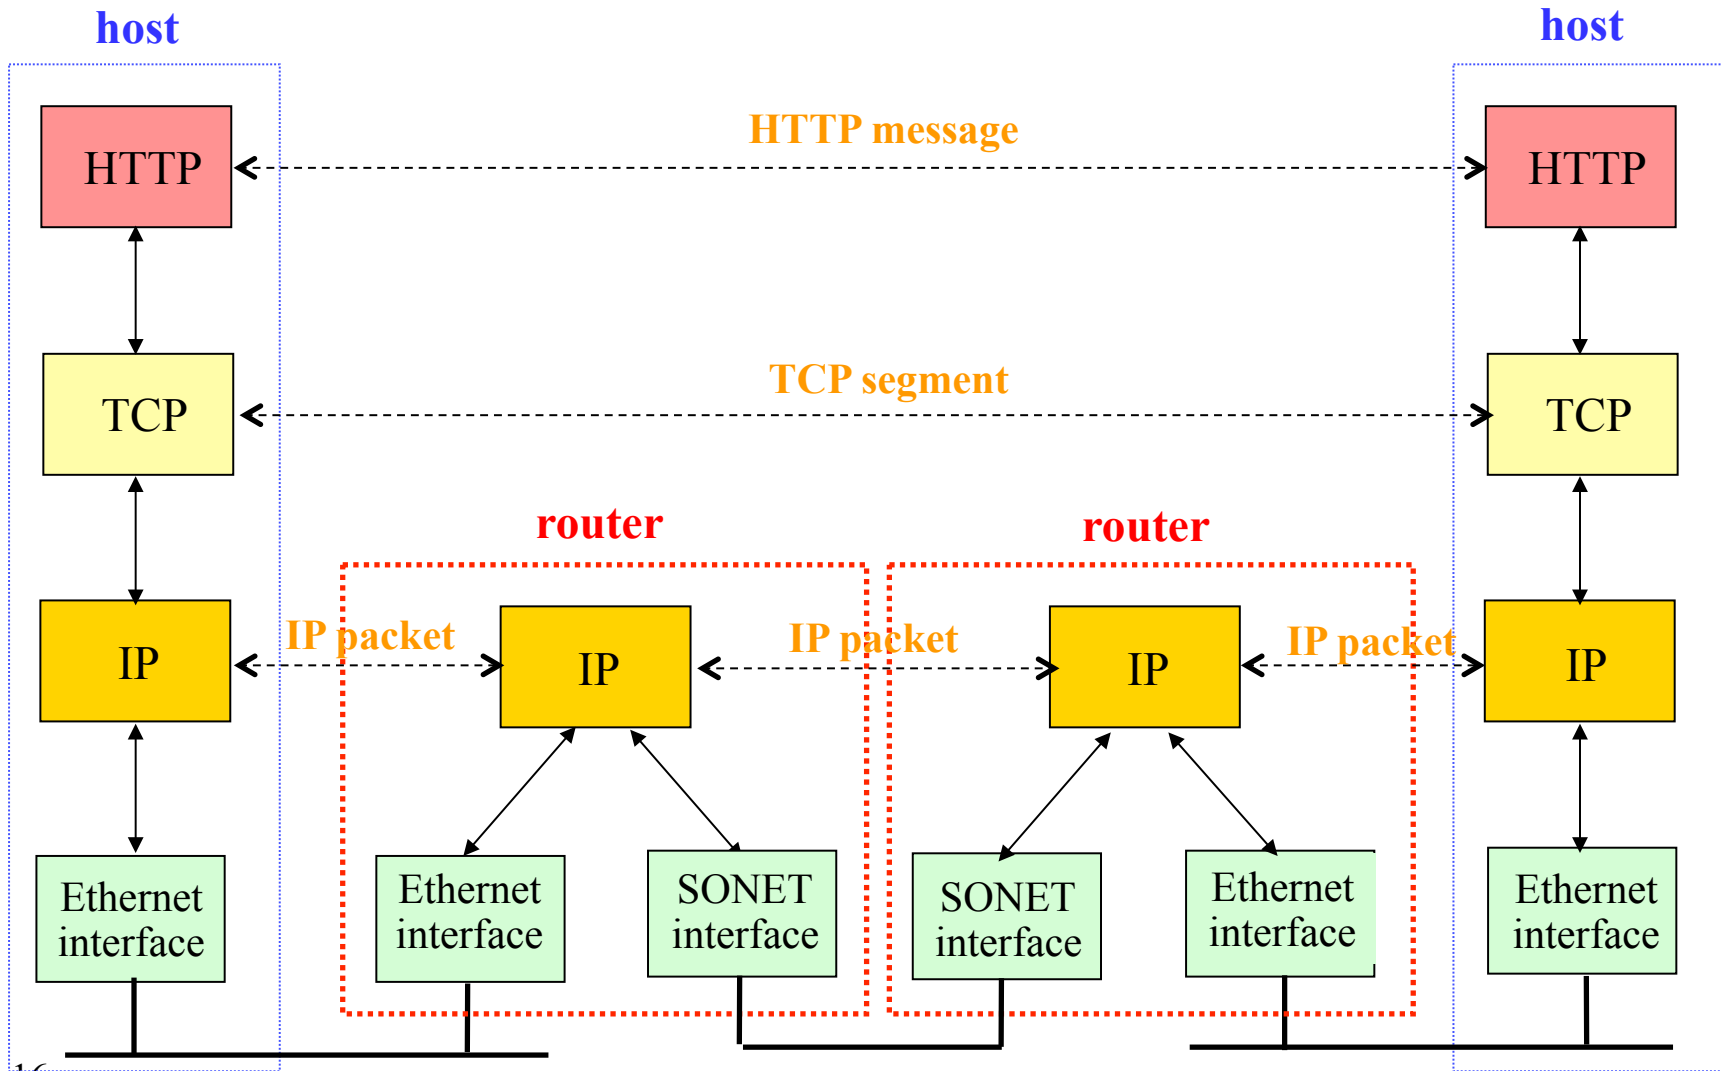 host
host
HTTP message
HTTP
HTTP
TCP segment
TCP
TCP
router
router
IP packet
IP packet
IP packet
IP
IP
IP
IP
Ethernet
interface
Ethernet
interface
SONET
interface
SONET
interface
Ethernet
interface
Ethernet
interface